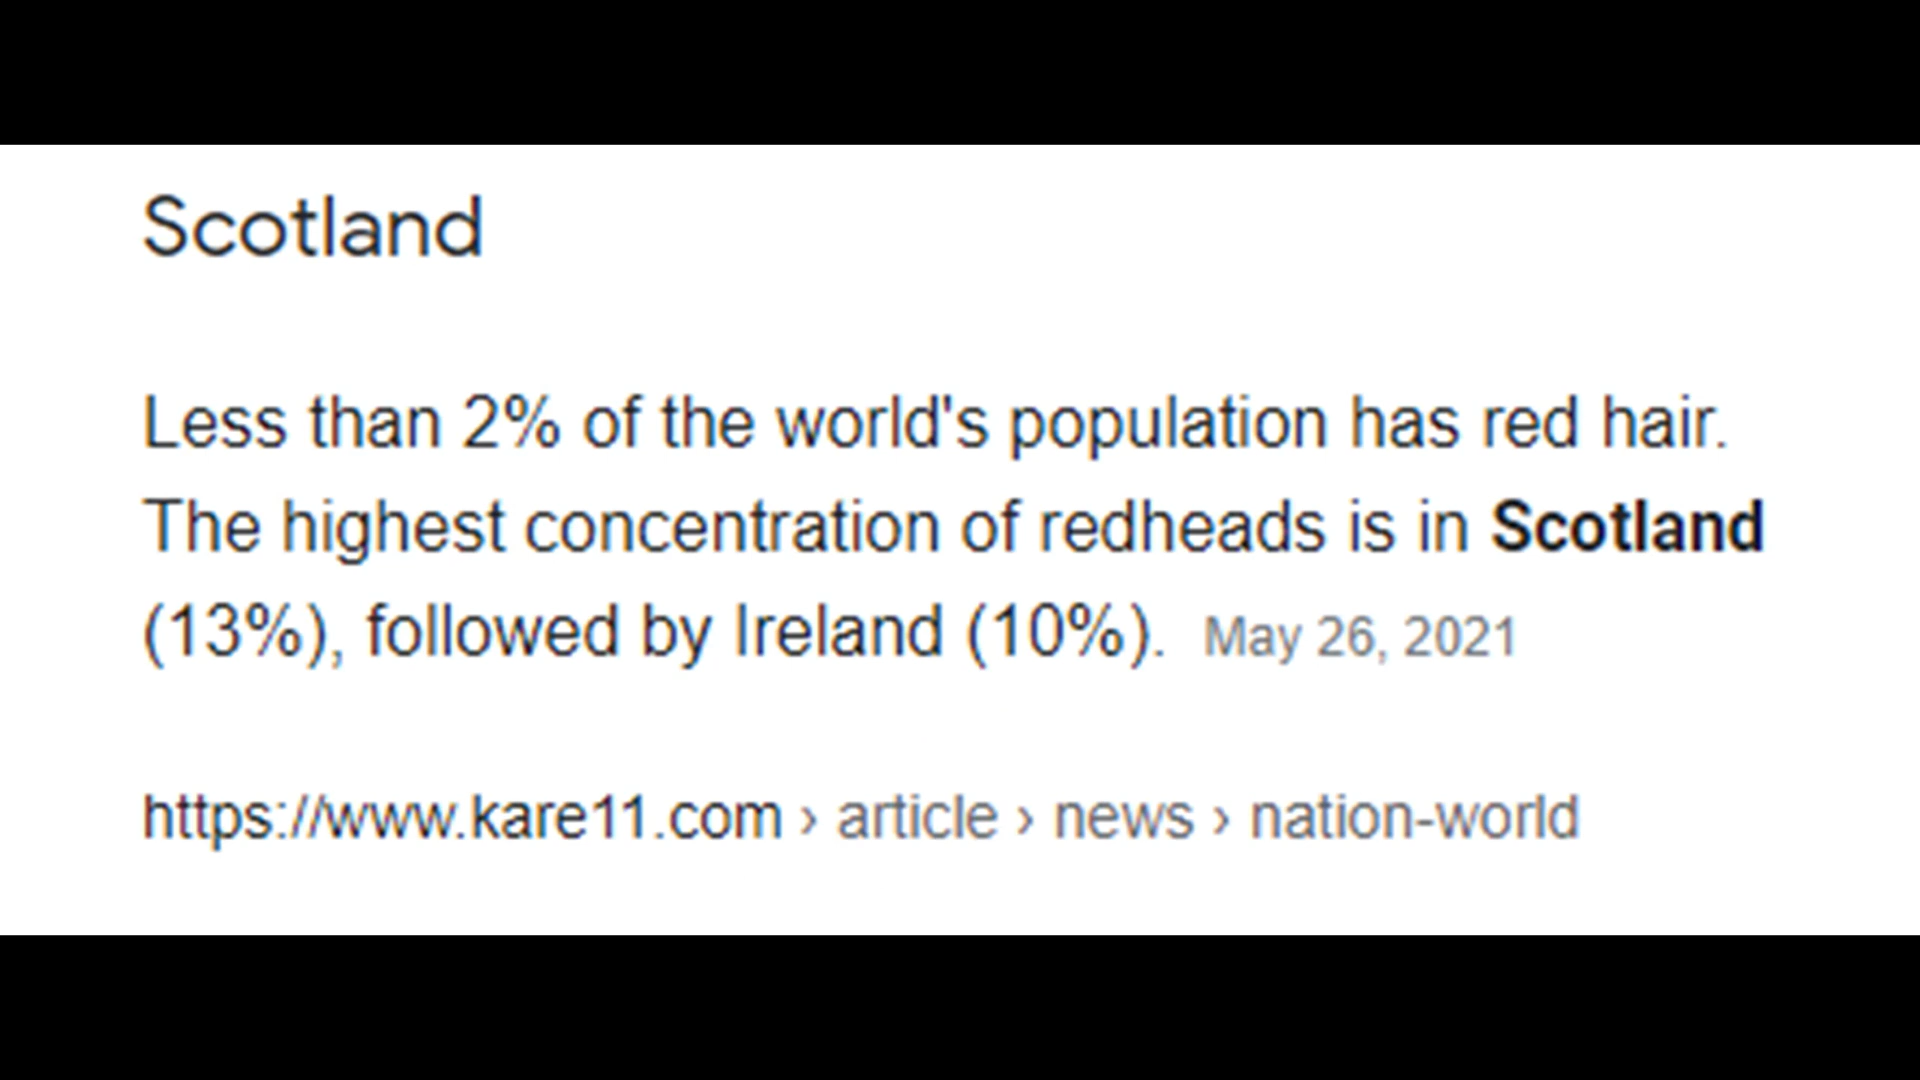 Scotland
Less than 2% of the world's population has red hair.
The highest concentration of redheads is in Scotland
(13%), followed by Ireland (10%). May 26, 2021
https://www.kare11.com › article › news › nation-world